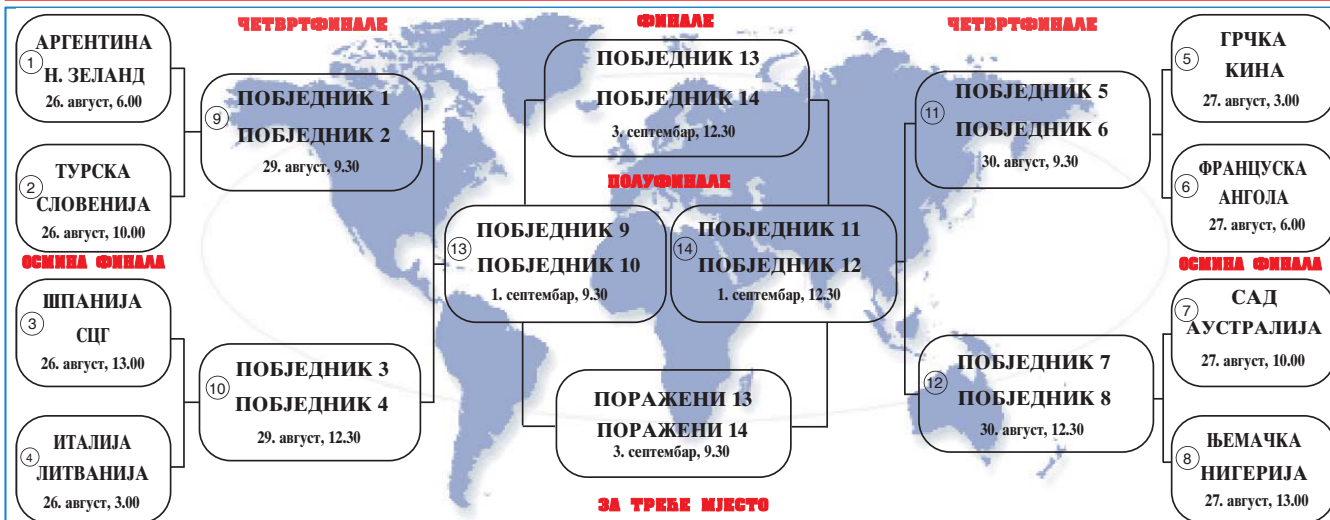 ЧЕТВРТФИНАЛЕ
ФИНАЛЕ
ЧЕТВРТФИНАЛЕ
1
АРГЕНТИНА
Н. ЗЕЛАНД
26. август, 6.00
2
ТУРСКА
СЛОВЕНИЈА
26. август, 10.00
ОСМИНА ФИНАЛА
3
ШПАНИЈА
СЦГ
26. август, 13.00
4
ИТАЛИЈА
ЛИТВАНИЈА
26. август, 3.00
9
ПОБЈЕДНИК 1
ПОБЈЕДНИК 2
29. август, 9.30
10
ПОБЈЕДНИК 3
ПОБЈЕДНИК 4
29. август, 12.30
ПОБЈЕДНИК 13
ПОБЈЕДНИК 14
3. септембар, 12.30
ПОЛУФИНАЛЕ
13
ПОБЈЕДНИК 9
ПОБЈЕДНИК 10
1. септембар, 9.30
14
ПОБЈЕДНИК 11
ПОБЈЕДНИК 12
1. септембар, 12.30
ПОРАЖЕНИ 13
ПОРАЖЕНИ 14
3. септембар, 9.30
ЗА ТРЕЋЕ МЈЕСТО
11
ПОБЈЕДНИК 5
ПОБЈЕДНИК 6
30. август, 9.30
12
ПОБЈЕДНИК 7
ПОБЈЕДНИК 8
30. август, 12.30
5
ГРЧКА
КИНА
27. август, 3.00
6
ФРАНЦУСКА
АНГОЛА
27. август, 6.00
ОСМИНА ФИНАЛА
7
САД
АУСТРАЛИЈА
27. август, 10.00
8
ЊЕМАЧКА
НИГЕРИЈА
27. август, 13.00